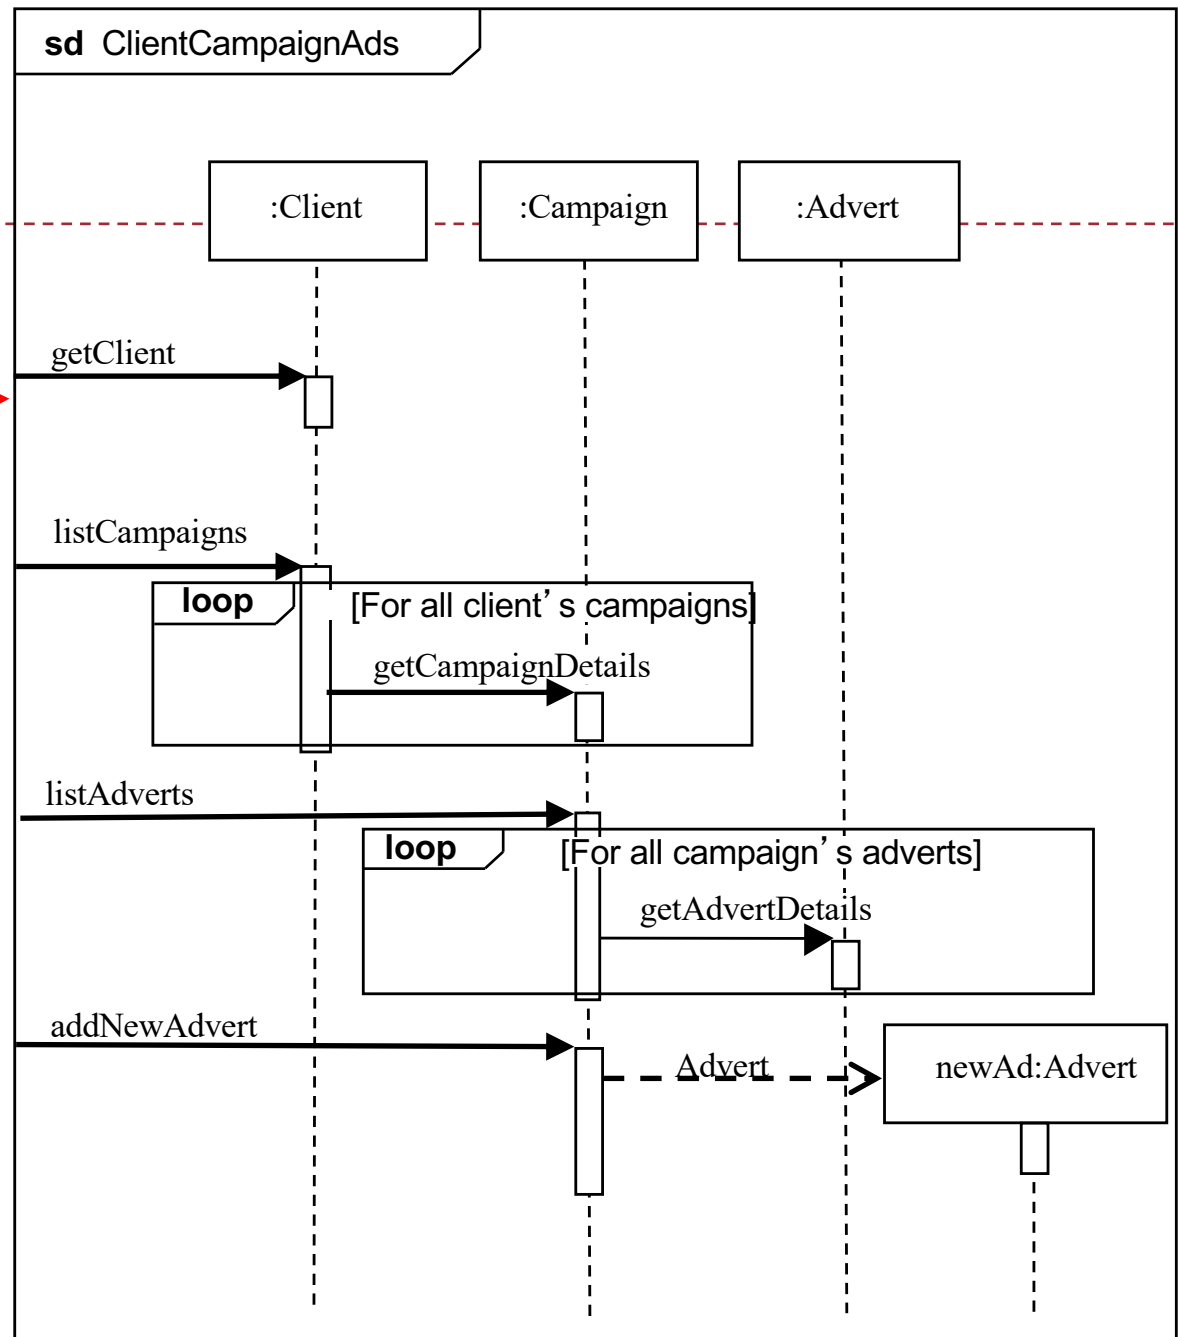 sd ClientCampaignAds
:Client
:Campaign
:Advert
getClient
listCampaigns
loop
[For all client’s campaigns]
getCampaignDetails
listAdverts
loop
[For all campaign’s adverts]
getAdvertDetails
addNewAdvert
Advert
newAd:Advert